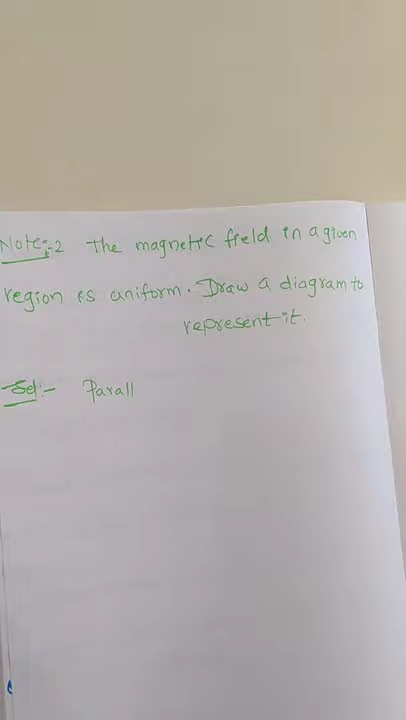 Note:-2 The magnetic field in a given
region is uniform. Draw a diagram to
represent it.
Sol:- Parall